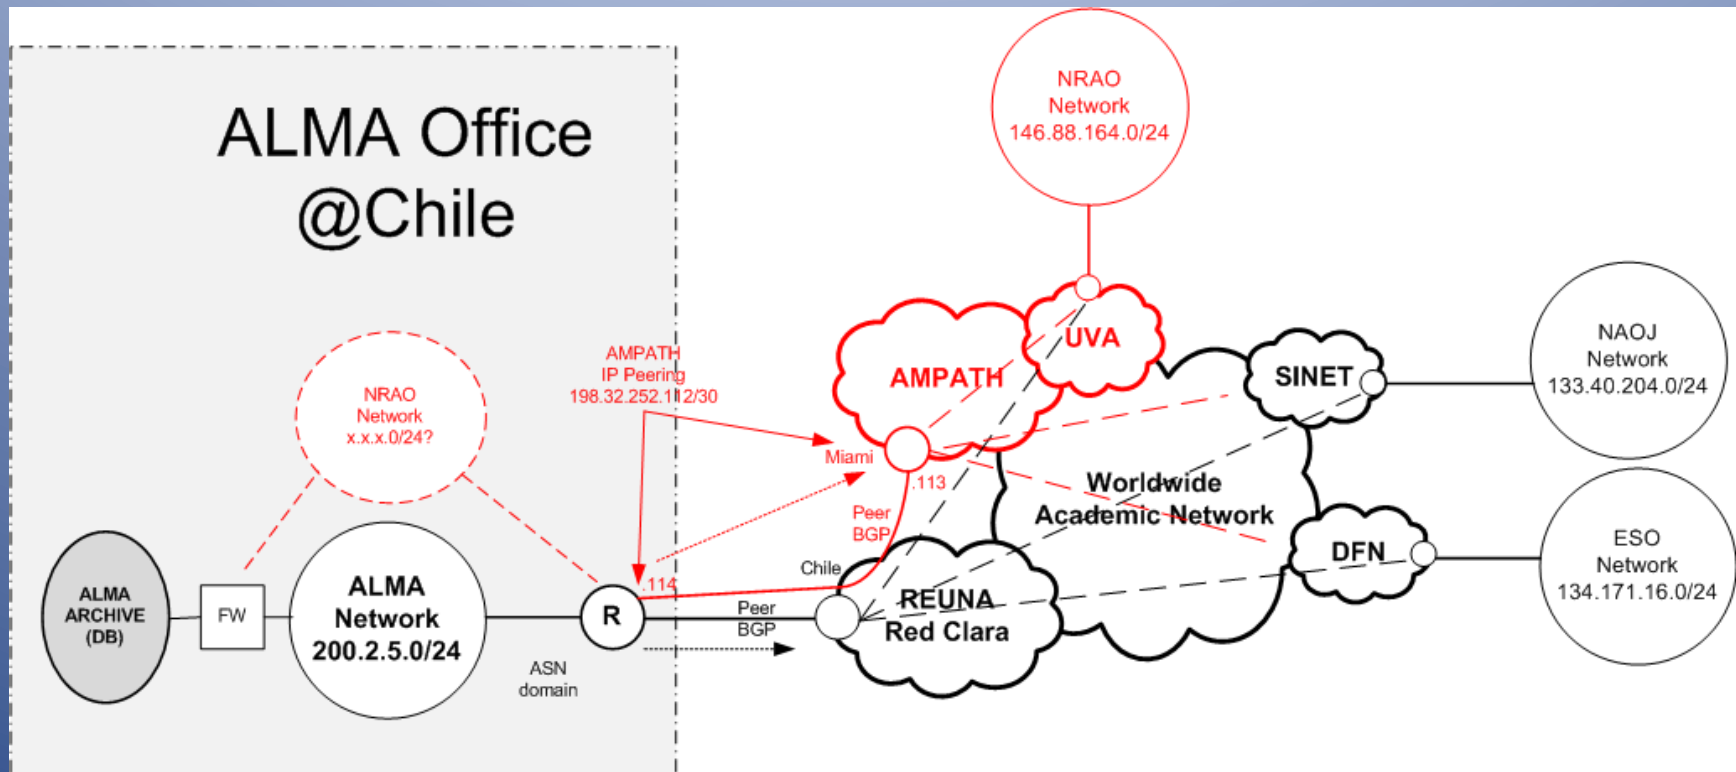 ALMA Office
@Chile
NRAO
Network
146.88.164.0/24
AMPATH
IP Peering
198.32.252.112/30
NRAO
Network
x.x.x.0/24?
AMPATH
UVA
SINET
NAOJ
Network
133.40.204.0/24
Miami
.113
Peer
BGP
Worldwide
Academic Network
DFN
ESO
Network
134.171.16.0/24
ALMA
ARCHIVE
(DB)
FW
ALMA
Network
200.2.5.0/24
R
.114
Chile
Peer
BGP
REUNA
Red Clara
ASN
domain